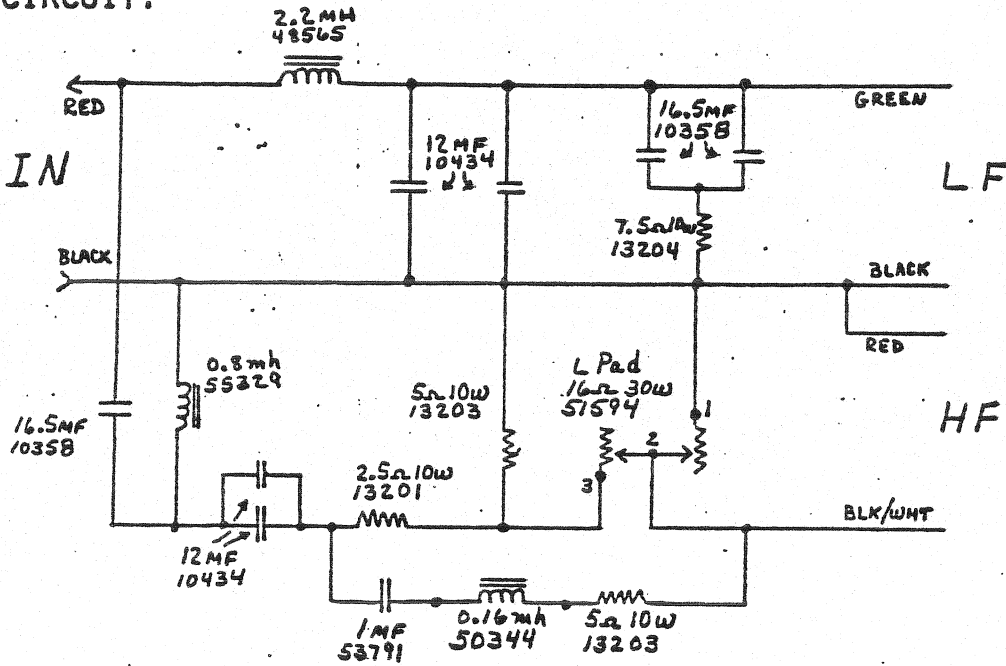 CIRCUIT.
2.2MH
48565
RED
GREEN
16.5MF
10358
12MF
10434
IN
LF
7.5Ω 10W
13204
BLACK
BLACK
RED
0.8mh
55329
L Pad
16Ω 30W
51594
5Ω 10W
13203
1
HF
16.5MF
10358
2
2.5Ω 10W
13201
3
BLK/WHT
12MF
10434
1MF
53791
0.16mh
50344
5Ω 10W
13203